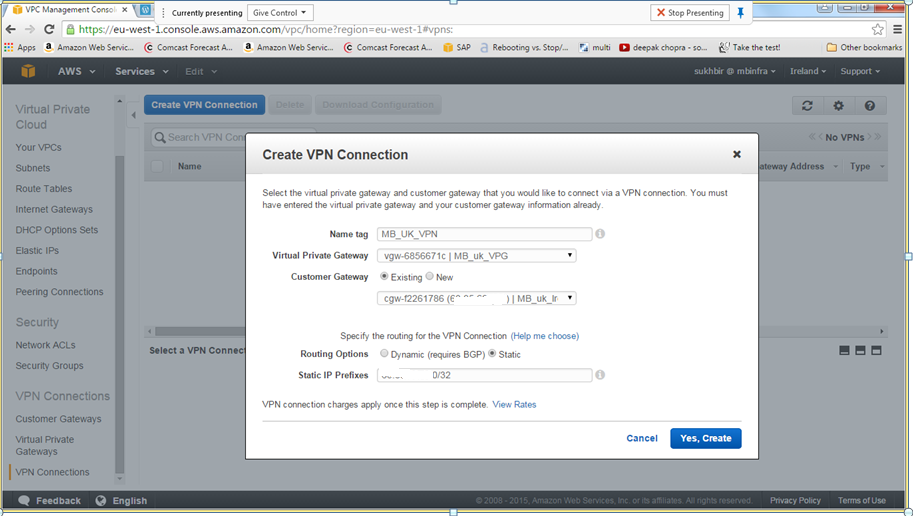 VPC Management Consol
Currently presenting
Give Control
Stop Presenting
https://eu-west-1.console.aws.amazon.com/vpc/home?region=eu-west-1#vpns:
Apps Amazon Web Servic... Comcast Forecast A... Amazon Web Servic... Comcast Forecast A... SAP Rebooting vs. Stop/... multi deepak chopra - so... Take the test! Other bookmarks
AWS Services Edit sukhbir @ mbinfra Ireland Support
Virtual Private
Cloud
Your VPCs
Subnets
Route Tables
Internet Gateways
DHCP Options Sets
Elastic IPs
Endpoints
Peering Connections
Security
Network ACLs
Security Groups
VPN Connections
Customer Gateways
Virtual Private
Gateways
VPN Connections
Create VPN Connection Delete Download Configuration
Search VPN Con
No VPNs
Name
ateway Address Type
Select a VPN Connec
Create VPN Connection
Select the virtual private gateway and customer gateway that you would like to connect via a VPN connection. You must
have entered the virtual private gateway and your customer gateway information already.
Name tag MB_UK_VPN
Virtual Private Gateway vgw-6856671c | MB_uk_VPG
Customer Gateway Existing New
cgw-f2261786 ( ) | MB_uk_Ir
Specify the routing for the VPN Connection (Help me choose)
Routing Options Dynamic (requires BGP) Static
Static IP Prefixes 0/32
VPN connection charges apply once this step is complete. View Rates
Cancel Yes, Create
Feedback English © 2008 - 2015, Amazon Web Services, Inc. or its affiliates. All rights reserved. Privacy Policy Terms of Use